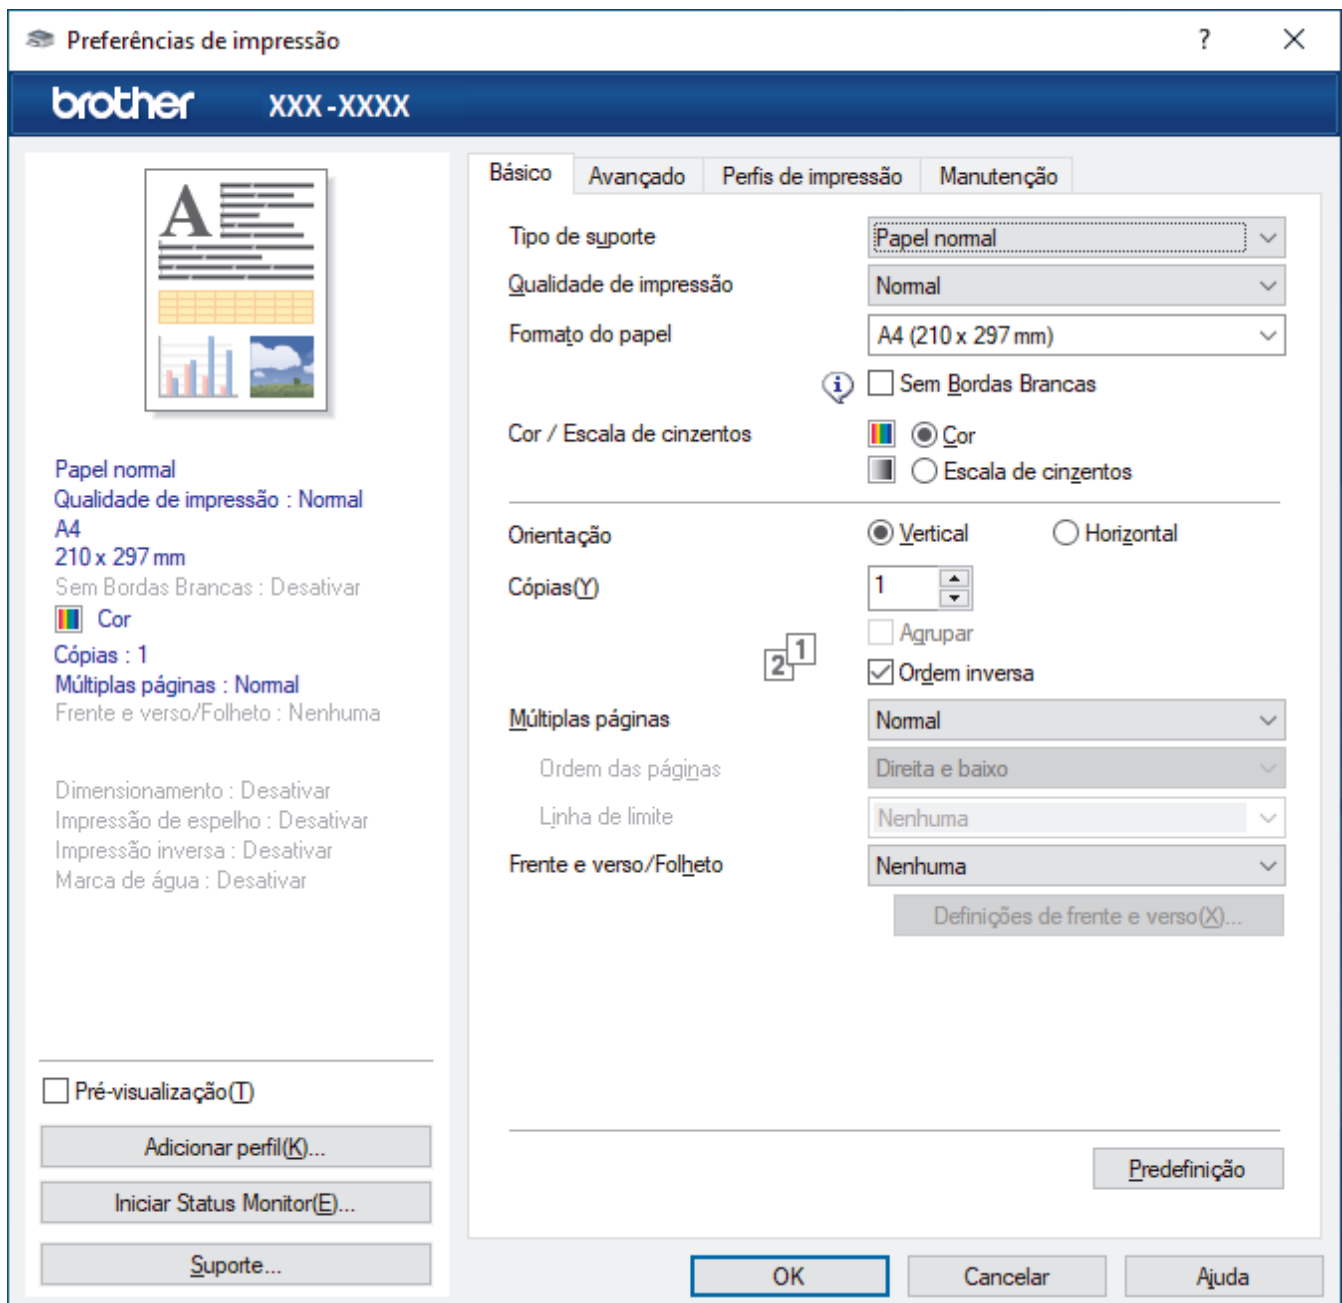 Preferências de impressão ?
brother XXX-XXXX
A
Papel normal
Qualidade de impressão : Normal
A4
210 x 297 mm
Sem Bordas Brancas : Desativar
Cor
Cópias : 1
Múltiplas páginas : Normal
Frente e verso/Folheto : Nenhuma
Dimensionamento : Desativar
Impressão de espelho : Desativar
Impressão inversa : Desativar
Marca de água : Desativar
Pré-visualização(T)
Adicionar perfil(K)...
Iniciar Status Monitor(E)...
Suporte...
Básico Avançado Perfis de impressão Manutenção
Tipo de suporte Papel normal
Qualidade de impressão Normal
Formato do papel A4 (210 x 297 mm)
i Sem Bordas Brancas
Cor / Escala de cinzentos Cor
Escala de cinzentos
Orientação Vertical Horizontal
Cópias(Y) 1
Agrupar
21 Ordem inversa
Múltiplas páginas Normal
Ordem das páginas Direita e baixo
Linha de limite Nenhuma
Frente e verso/Folheto Nenhuma
Definições de frente e verso(X)...
Predefinição
OK Cancelar Ajuda